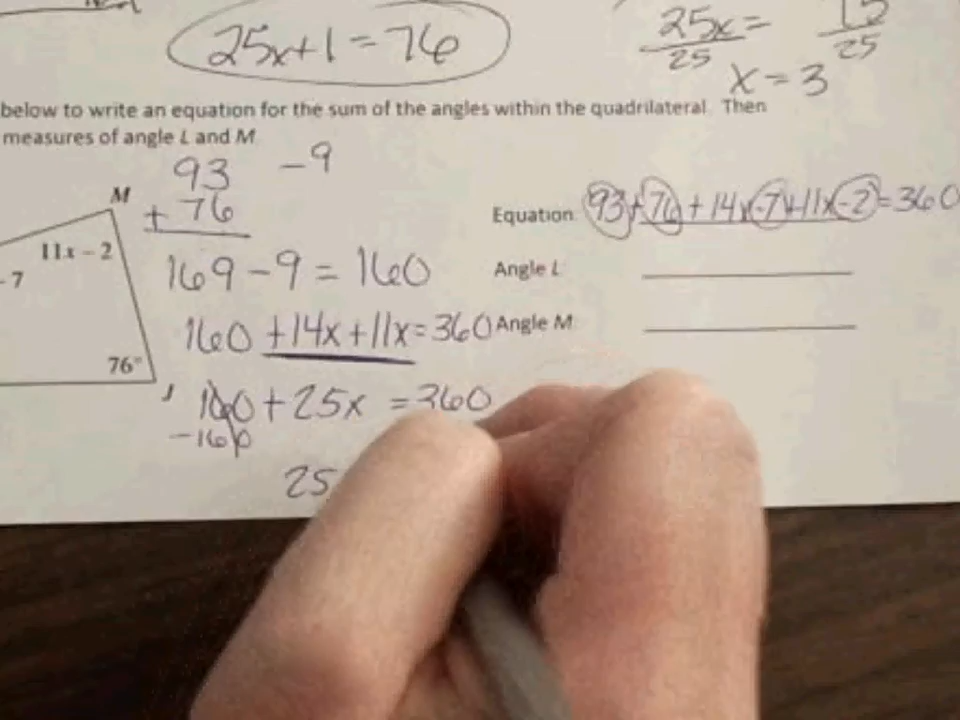 25x+1=76
25x=
25
15
25
x=3
below to write an equation for the sum of the angles within the quadrilateral. Then
measures of angle L and M
93 -9
+76
M
11x - 2
-7
76°
Equation: 93+76+14x-7+11x-2=360
169-9=160
Angle L
160+14x+11x=360
Angle M
160+25x=360
-160
25